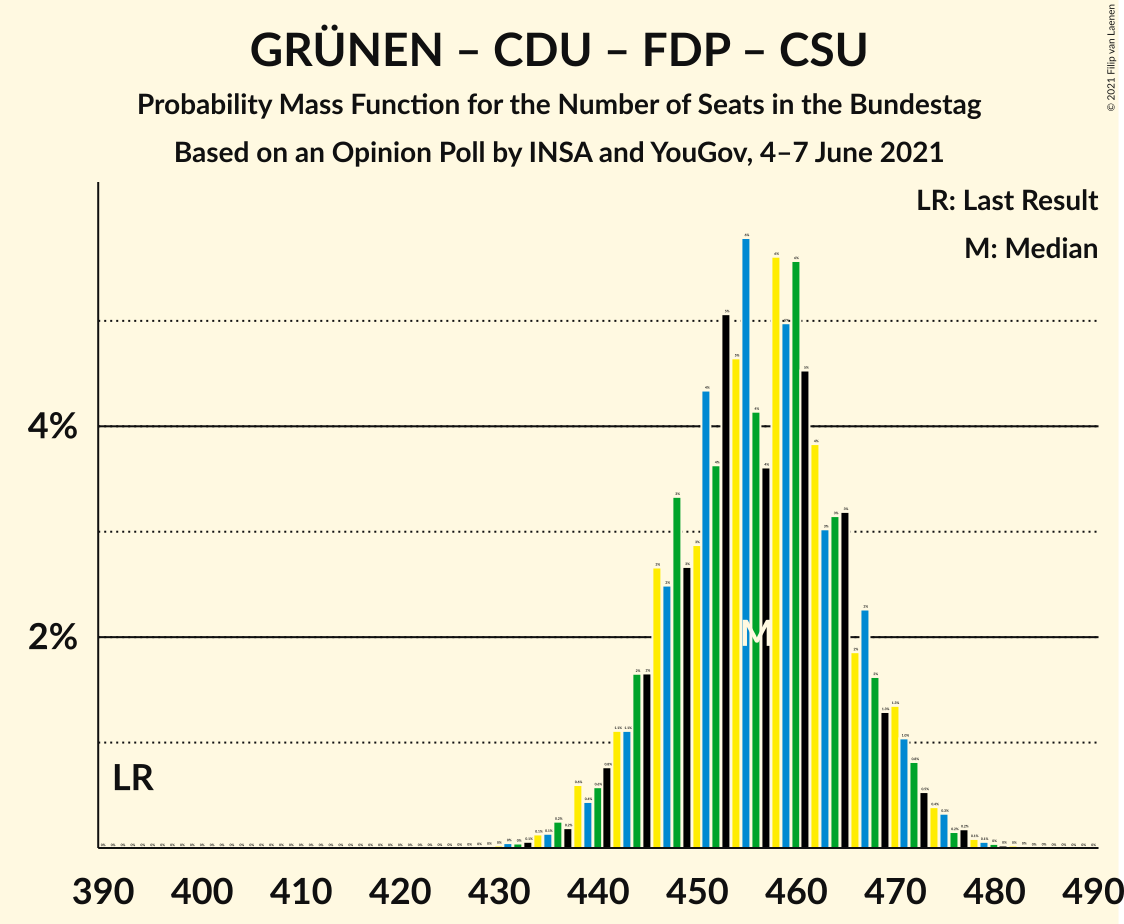 GRÜNEN – CDU – FDP – CSU
Probability Mass Function for the Number of Seats in the Bundestag
Based on an Opinion Poll by INSA and YouGov, 4–7 June 2021
© 2021 Filip van Laenen
LR: Last Result
M: Median
4%
2%
M
LR
390 400 410 420 430 440 450 460 470 480 490